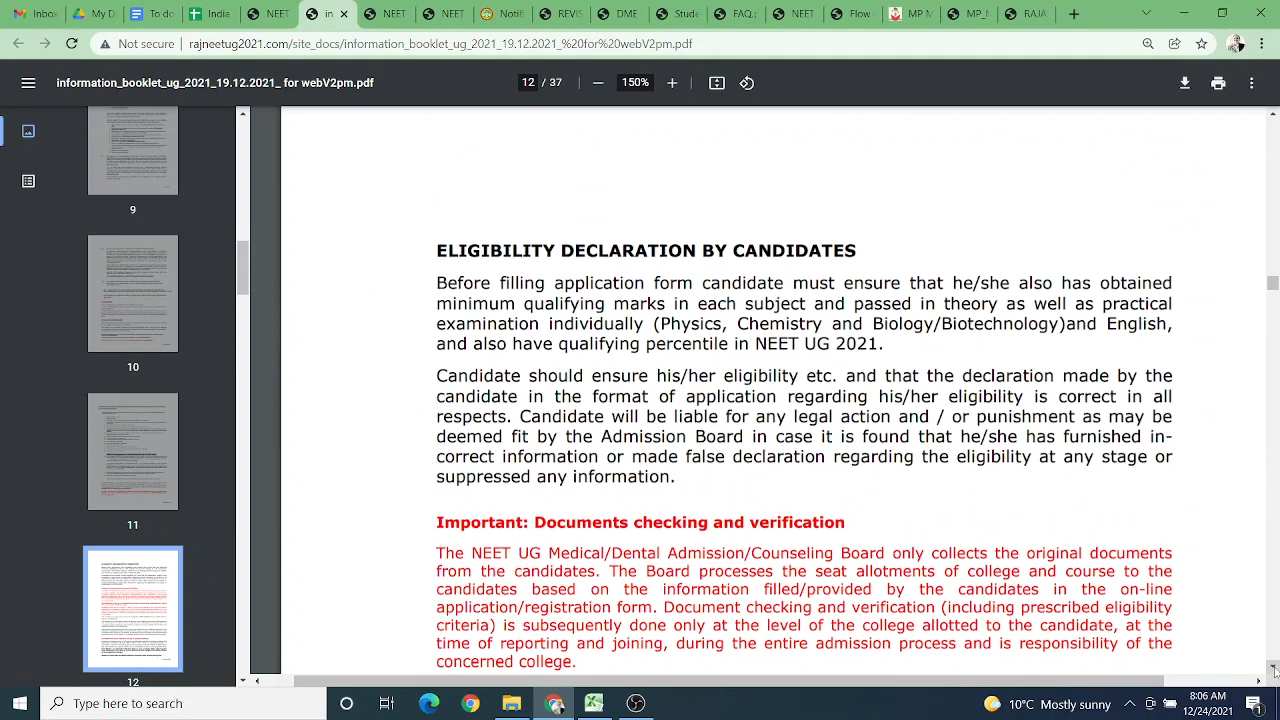 M
To do
NEE
in
NEET
NEET
Notifi
DEVIS
DME
Stude
FAQ.
NEET
Flow
MP N
MP_N
RAJA
Not secure
rajneetug2021.com/site_docs/information_booklet_ug_2021_19.12.2021_%20for%20webV2pm.pdf
information_booklet_ug_2021_19.12.2021_ for webV2pm.pdf
12 / 37
150%
9
10
11
12
ELIGIBILITY DECLARATION BY CANDIDATES
Before filling application form candidate must ensure that he/she also has obtained
minimum qualifying marks in each subject and passed in theory as well as practical
examination individually (Physics, Chemistry and Biology/Biotechnology)and English,
and also have qualifying percentile in NEET UG 2021.
Candidate should ensure his/her eligibility etc. and that the declaration made by the
candidate in the format of application regarding his/her eligibility is correct in all
respects. Candidate will be liable for any legal action and / or punishment as may be
deemed fit by the Admission Board in case it is found that he/she has furnished in-
correct information or made false declaration regarding the eligibility at any stage or
suppressed any information.
Important: Documents checking and verification
The NEET UG Medical/Dental Admission/Counseling Board only collects the original documents
from the candidates. The Board processes the seat allotments of college and course to the
candidates based on the information filled/provided by the candidates in the on-line
application/registration form. Document checking and verification (including prescribed eligibility
criteria) is subsequently done only at the level of the college allotted to the candidate, at the
time of reporting and joining, during the entire admission process and is responsibility of the
concerned college.
Type here to search
10°C Mostly sunny
8:06 AM
12/24/2021